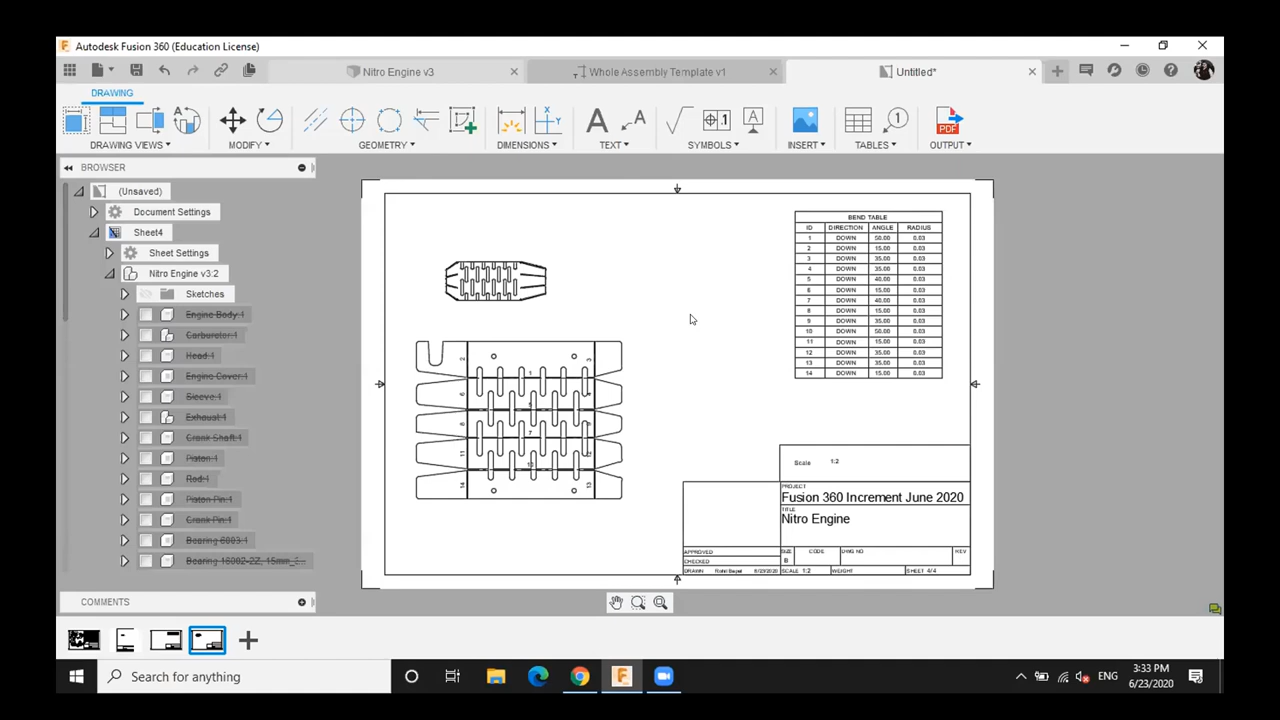 Autodesk Fusion 360 (Education License)
Nitro Engine v3
Whole Assembly Template v1
Untitled*
DRAWING
DRAWING VIEWS
MODIFY
GEOMETRY
DIMENSIONS
TEXT
SYMBOLS
INSERT
TABLES
PDF
OUTPUT
BROWSER
(Unsaved)
Document Settings
Sheet4
Sheet Settings
Nitro Engine v3:2
Sketches
Engine Body:1
Carburator:1
Head:1
Engine Cover:1
Sleeve:1
Exhaust:1
Crank Shaft:1
Piston:1
Rod:1
Piston Pin:1
Crank Pin:1
Bearing 6003:1
COMMENTS
BEND TABLE
ID DIRECTION ANGLE RADIUS
1 DOWN 50.00 0.03
2 DOWN 15.00 0.03
3 DOWN 35.00 0.03
4 DOWN 35.00 0.03
5 DOWN 40.00 0.03
6 DOWN 15.00 0.03
7 DOWN 40.00 0.03
8 DOWN 15.00 0.03
9 DOWN 35.00 0.03
10 DOWN 50.00 0.03
11 DOWN 15.00 0.03
12 DOWN 35.00 0.03
13 DOWN 35.00 0.03
14 DOWN 15.00 0.03
Scale 1:2
PROJECT
Fusion 360 Increment June 2020
TITLE
Nitro Engine
APPROVED
CHECKED
DRAWN 6/23/2020
SIZE CODE DWG NO REV
B
SCALE 1:2 WEIGHT SHEET 4/4
Search for anything
ENG
3:33 PM
6/23/2020